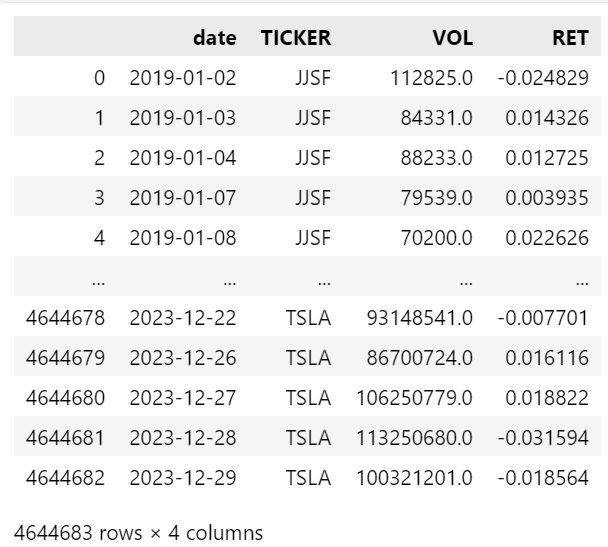 date TICKER VOL RET
0 2019-01-02 JJSF 112825.0 -0.024829
1 2019-01-03 JJSF 84331.0 0.014326
2 2019-01-04 JJSF 88233.0 0.012725
3 2019-01-07 JJSF 79539.0 0.003935
4 2019-01-08 JJSF 70200.0 0.022626
... ... ... ... ...
4644678 2023-12-22 TSLA 93148541.0 -0.007701
4644679 2023-12-26 TSLA 86700724.0 0.016116
4644680 2023-12-27 TSLA 106250779.0 0.018822
4644681 2023-12-28 TSLA 113250680.0 -0.031594
4644682 2023-12-29 TSLA 100321201.0 -0.018564
4644683 rows × 4 columns